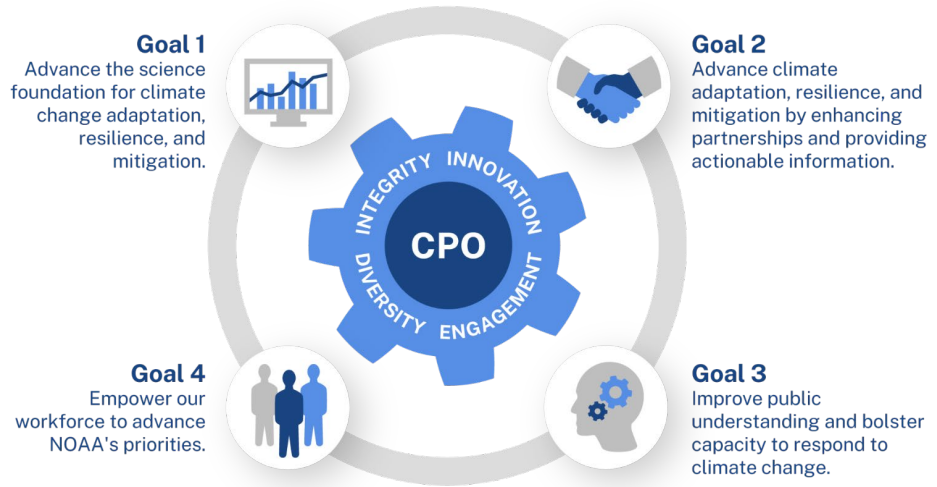 Goal 1
Advance the science
foundation for climate
change adaptation,
resilience, and
mitigation.
Goal 2
Advance climate
adaptation, resilience, and
mitigation by enhancing
partnerships and providing
actionable information.
INTEGRITY INNOVATION
CPO
DIVERSITY ENGAGEMENT
Goal 4
Empower our
workforce to advance
NOAA's priorities.
Goal 3
Improve public
understanding and bolster
capacity to respond to
climate change.